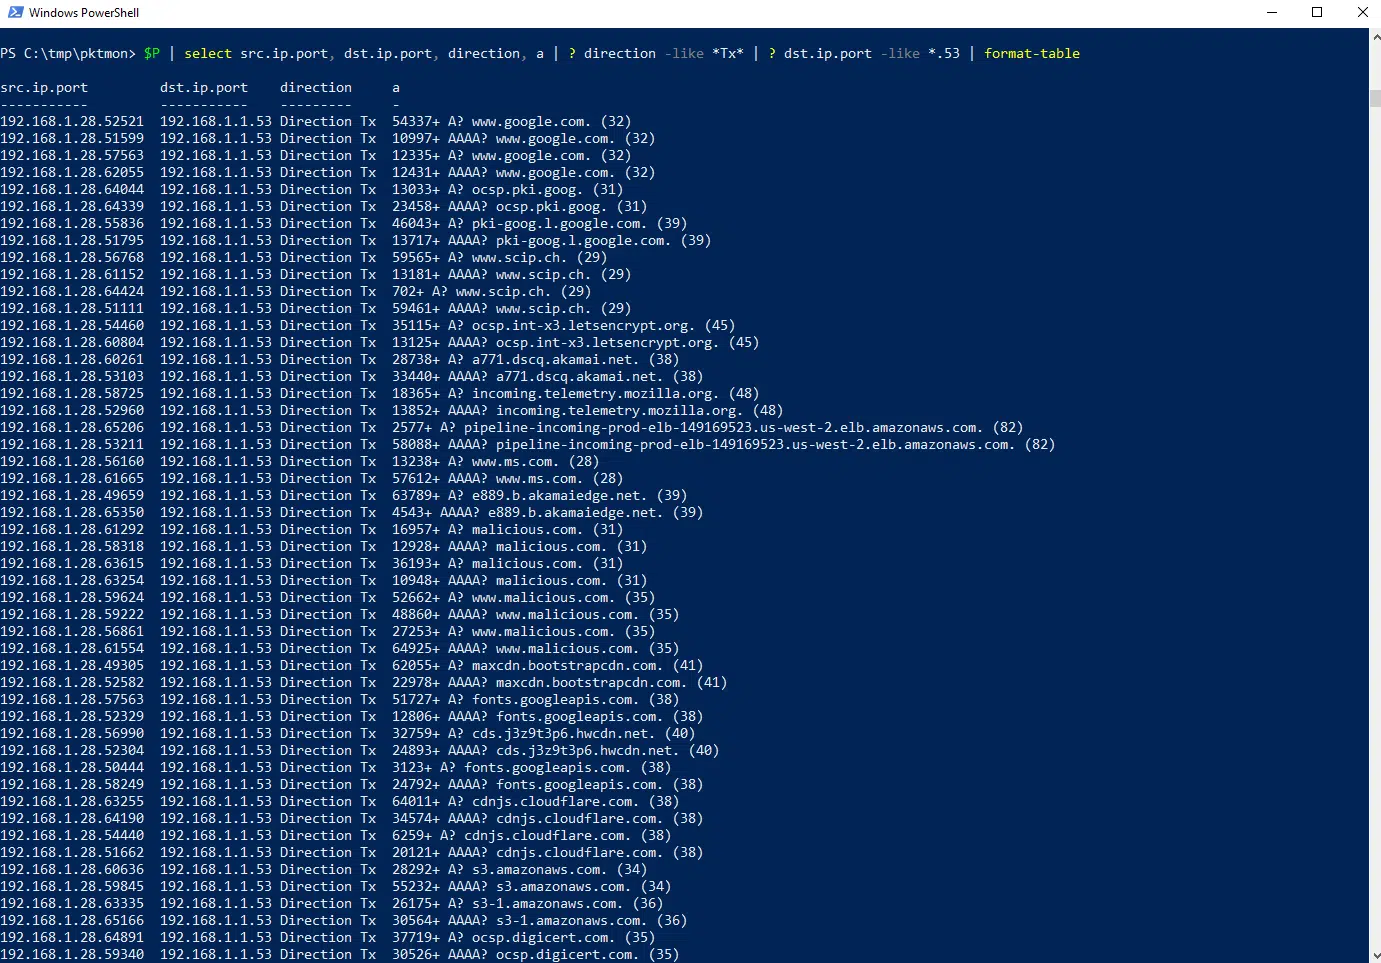 Windows PowerShell
PS C:\tmp\pktmon> $P | select src.ip.port, dst.ip.port, direction, a | ? direction -like *Tx* | ? dst.ip.port -like *.53 | format-table
src.ip.port         dst.ip.port    direction     a
-----------         -----------    ---------     -
192.168.1.28.52521  192.168.1.1.53 Direction Tx  54337+ A? www.google.com. (32)
192.168.1.28.51599  192.168.1.1.53 Direction Tx  10997+ AAAA? www.google.com. (32)
192.168.1.28.57563  192.168.1.1.53 Direction Tx  12335+ A? www.google.com. (32)
192.168.1.28.62055  192.168.1.1.53 Direction Tx  12431+ AAAA? www.google.com. (32)
192.168.1.28.64044  192.168.1.1.53 Direction Tx  13033+ A? ocsp.pki.goog. (31)
192.168.1.28.64339  192.168.1.1.53 Direction Tx  23458+ AAAA? ocsp.pki.goog. (31)
192.168.1.28.55836  192.168.1.1.53 Direction Tx  46043+ A? pki-goog.l.google.com. (39)
192.168.1.28.51795  192.168.1.1.53 Direction Tx  13717+ AAAA? pki-goog.l.google.com. (39)
192.168.1.28.56768  192.168.1.1.53 Direction Tx  59565+ A? www.scip.ch. (29)
192.168.1.28.61152  192.168.1.1.53 Direction Tx  13181+ AAAA? www.scip.ch. (29)
192.168.1.28.64424  192.168.1.1.53 Direction Tx  702+ A? www.scip.ch. (29)
192.168.1.28.51111  192.168.1.1.53 Direction Tx  59461+ AAAA? www.scip.ch. (29)
192.168.1.28.54460  192.168.1.1.53 Direction Tx  35115+ A? ocsp.int-x3.letsencrypt.org. (45)
192.168.1.28.60804  192.168.1.1.53 Direction Tx  13125+ AAAA? ocsp.int-x3.letsencrypt.org. (45)
192.168.1.28.60261  192.168.1.1.53 Direction Tx  28738+ A? a771.dscq.akamai.net. (38)
192.168.1.28.53103  192.168.1.1.53 Direction Tx  33440+ AAAA? a771.dscq.akamai.net. (38)
192.168.1.28.58725  192.168.1.1.53 Direction Tx  18365+ A? incoming.telemetry.mozilla.org. (48)
192.168.1.28.52960  192.168.1.1.53 Direction Tx  13852+ AAAA? incoming.telemetry.mozilla.org. (48)
192.168.1.28.65206  192.168.1.1.53 Direction Tx  2577+ A? pipeline-incoming-prod-elb-149169523.us-west-2.elb.amazonaws.com. (82)
192.168.1.28.53211  192.168.1.1.53 Direction Tx  58088+ AAAA? pipeline-incoming-prod-elb-149169523.us-west-2.elb.amazonaws.com. (82)
192.168.1.28.56160  192.168.1.1.53 Direction Tx  13238+ A? www.ms.com. (28)
192.168.1.28.61665  192.168.1.1.53 Direction Tx  57612+ AAAA? www.ms.com. (28)
192.168.1.28.49659  192.168.1.1.53 Direction Tx  63789+ A? e889.b.akamaiedge.net. (39)
192.168.1.28.65350  192.168.1.1.53 Direction Tx  4543+ AAAA? e889.b.akamaiedge.net. (39)
192.168.1.28.61292  192.168.1.1.53 Direction Tx  16957+ A? malicious.com. (31)
192.168.1.28.58318  192.168.1.1.53 Direction Tx  12928+ AAAA? malicious.com. (31)
192.168.1.28.63615  192.168.1.1.53 Direction Tx  36193+ A? malicious.com. (31)
192.168.1.28.63254  192.168.1.1.53 Direction Tx  10948+ AAAA? malicious.com. (31)
192.168.1.28.59624  192.168.1.1.53 Direction Tx  52662+ A? www.malicious.com. (35)
192.168.1.28.59222  192.168.1.1.53 Direction Tx  48860+ AAAA? www.malicious.com. (35)
192.168.1.28.56861  192.168.1.1.53 Direction Tx  27253+ A? www.malicious.com. (35)
192.168.1.28.61554  192.168.1.1.53 Direction Tx  64925+ AAAA? www.malicious.com. (35)
192.168.1.28.49305  192.168.1.1.53 Direction Tx  62055+ A? maxcdn.bootstrapcdn.com. (41)
192.168.1.28.52582  192.168.1.1.53 Direction Tx  22978+ AAAA? maxcdn.bootstrapcdn.com. (41)
192.168.1.28.57563  192.168.1.1.53 Direction Tx  51727+ A? fonts.googleapis.com. (38)
192.168.1.28.52329  192.168.1.1.53 Direction Tx  12806+ AAAA? fonts.googleapis.com. (38)
192.168.1.28.56990  192.168.1.1.53 Direction Tx  32759+ A? cds.j3z9t3p6.hwcdn.net. (40)
192.168.1.28.52304  192.168.1.1.53 Direction Tx  24893+ AAAA? cds.j3z9t3p6.hwcdn.net. (40)
192.168.1.28.50444  192.168.1.1.53 Direction Tx  3123+ A? fonts.googleapis.com. (38)
192.168.1.28.58249  192.168.1.1.53 Direction Tx  24792+ AAAA? fonts.googleapis.com. (38)
192.168.1.28.63255  192.168.1.1.53 Direction Tx  64011+ A? cdnjs.cloudflare.com. (38)
192.168.1.28.64190  192.168.1.1.53 Direction Tx  34574+ AAAA? cdnjs.cloudflare.com. (38)
192.168.1.28.54440  192.168.1.1.53 Direction Tx  6259+ A? cdnjs.cloudflare.com. (38)
192.168.1.28.51662  192.168.1.1.53 Direction Tx  20121+ AAAA? cdnjs.cloudflare.com. (38)
192.168.1.28.60636  192.168.1.1.53 Direction Tx  28292+ A? s3.amazonaws.com. (34)
192.168.1.28.59845  192.168.1.1.53 Direction Tx  55232+ AAAA? s3.amazonaws.com. (34)
192.168.1.28.63335  192.168.1.1.53 Direction Tx  26175+ A? s3-1.amazonaws.com. (36)
192.168.1.28.65166  192.168.1.1.53 Direction Tx  30564+ AAAA? s3-1.amazonaws.com. (36)
192.168.1.28.64891  192.168.1.1.53 Direction Tx  37719+ A? ocsp.digicert.com. (35)
192.168.1.28.59340  192.168.1.1.53 Direction Tx  30526+ AAAA? ocsp.digicert.com. (35)